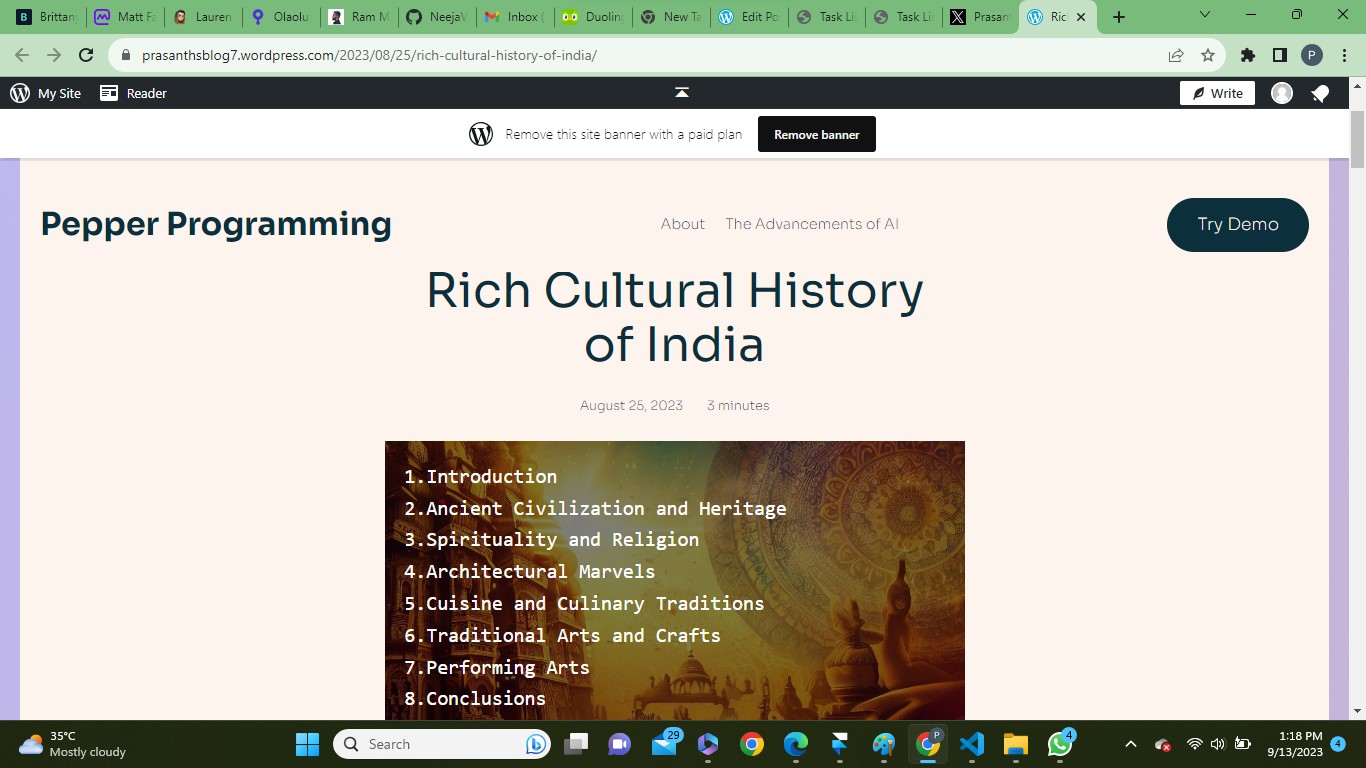 Brittany
Matt Fa
Lauren
Olaolu
Ram M
NeejaV
Inbox (
Duoling
New Ta
Edit Po
Task Lis
Task Lis
Prasant
Ric
prasanthsblog7.wordpress.com/2023/08/25/rich-cultural-history-of-india/
P
My Site
Reader
Write
Remove this site banner with a paid plan
Remove banner
Pepper Programming
About
The Advancements of AI
Try Demo
Rich Cultural History
of India
August 25, 2023
3 minutes
1.Introduction
2.Ancient Civilization and Heritage
3.Spirituality and Religion
4.Architectural Marvels
5.Cuisine and Culinary Traditions
6.Traditional Arts and Crafts
7.Performing Arts
8.Conclusions
35°C
Mostly cloudy
Search
29
P
4
1:18 PM
9/13/2023
4